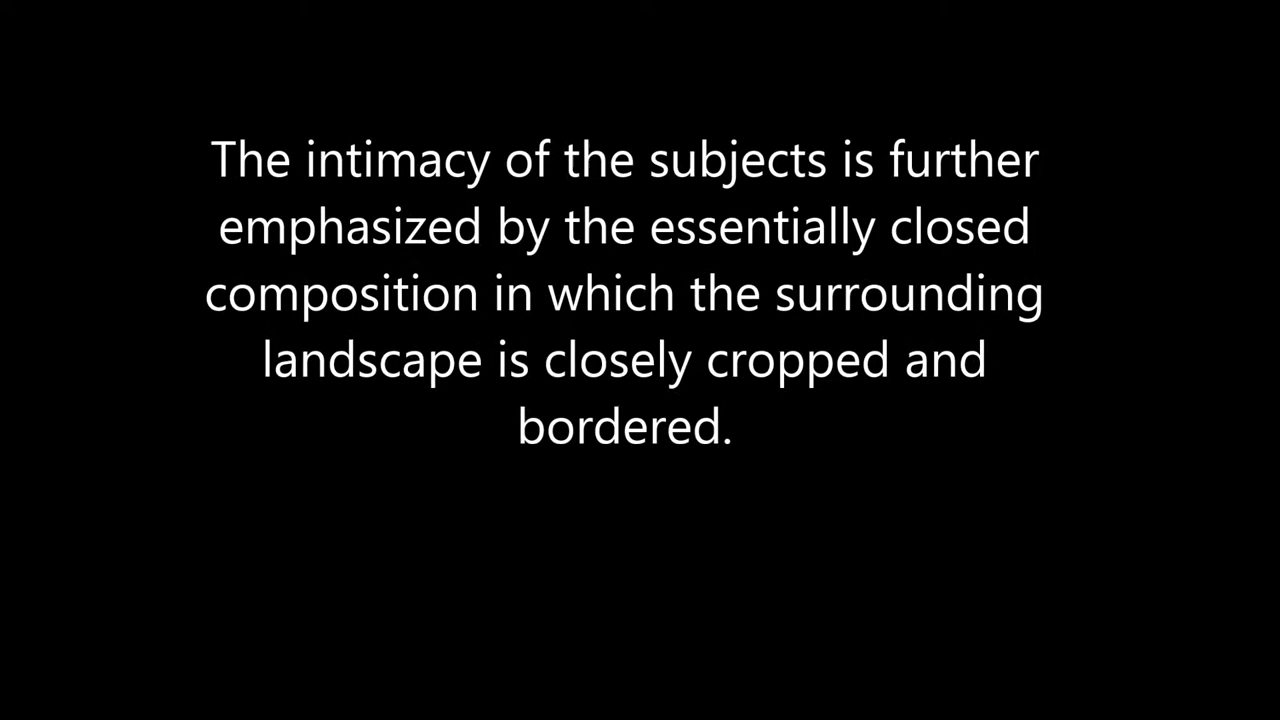 The intimacy of the subjects is further
emphasized by the essentially closed
composition in which the surrounding
landscape is closely cropped and
bordered.